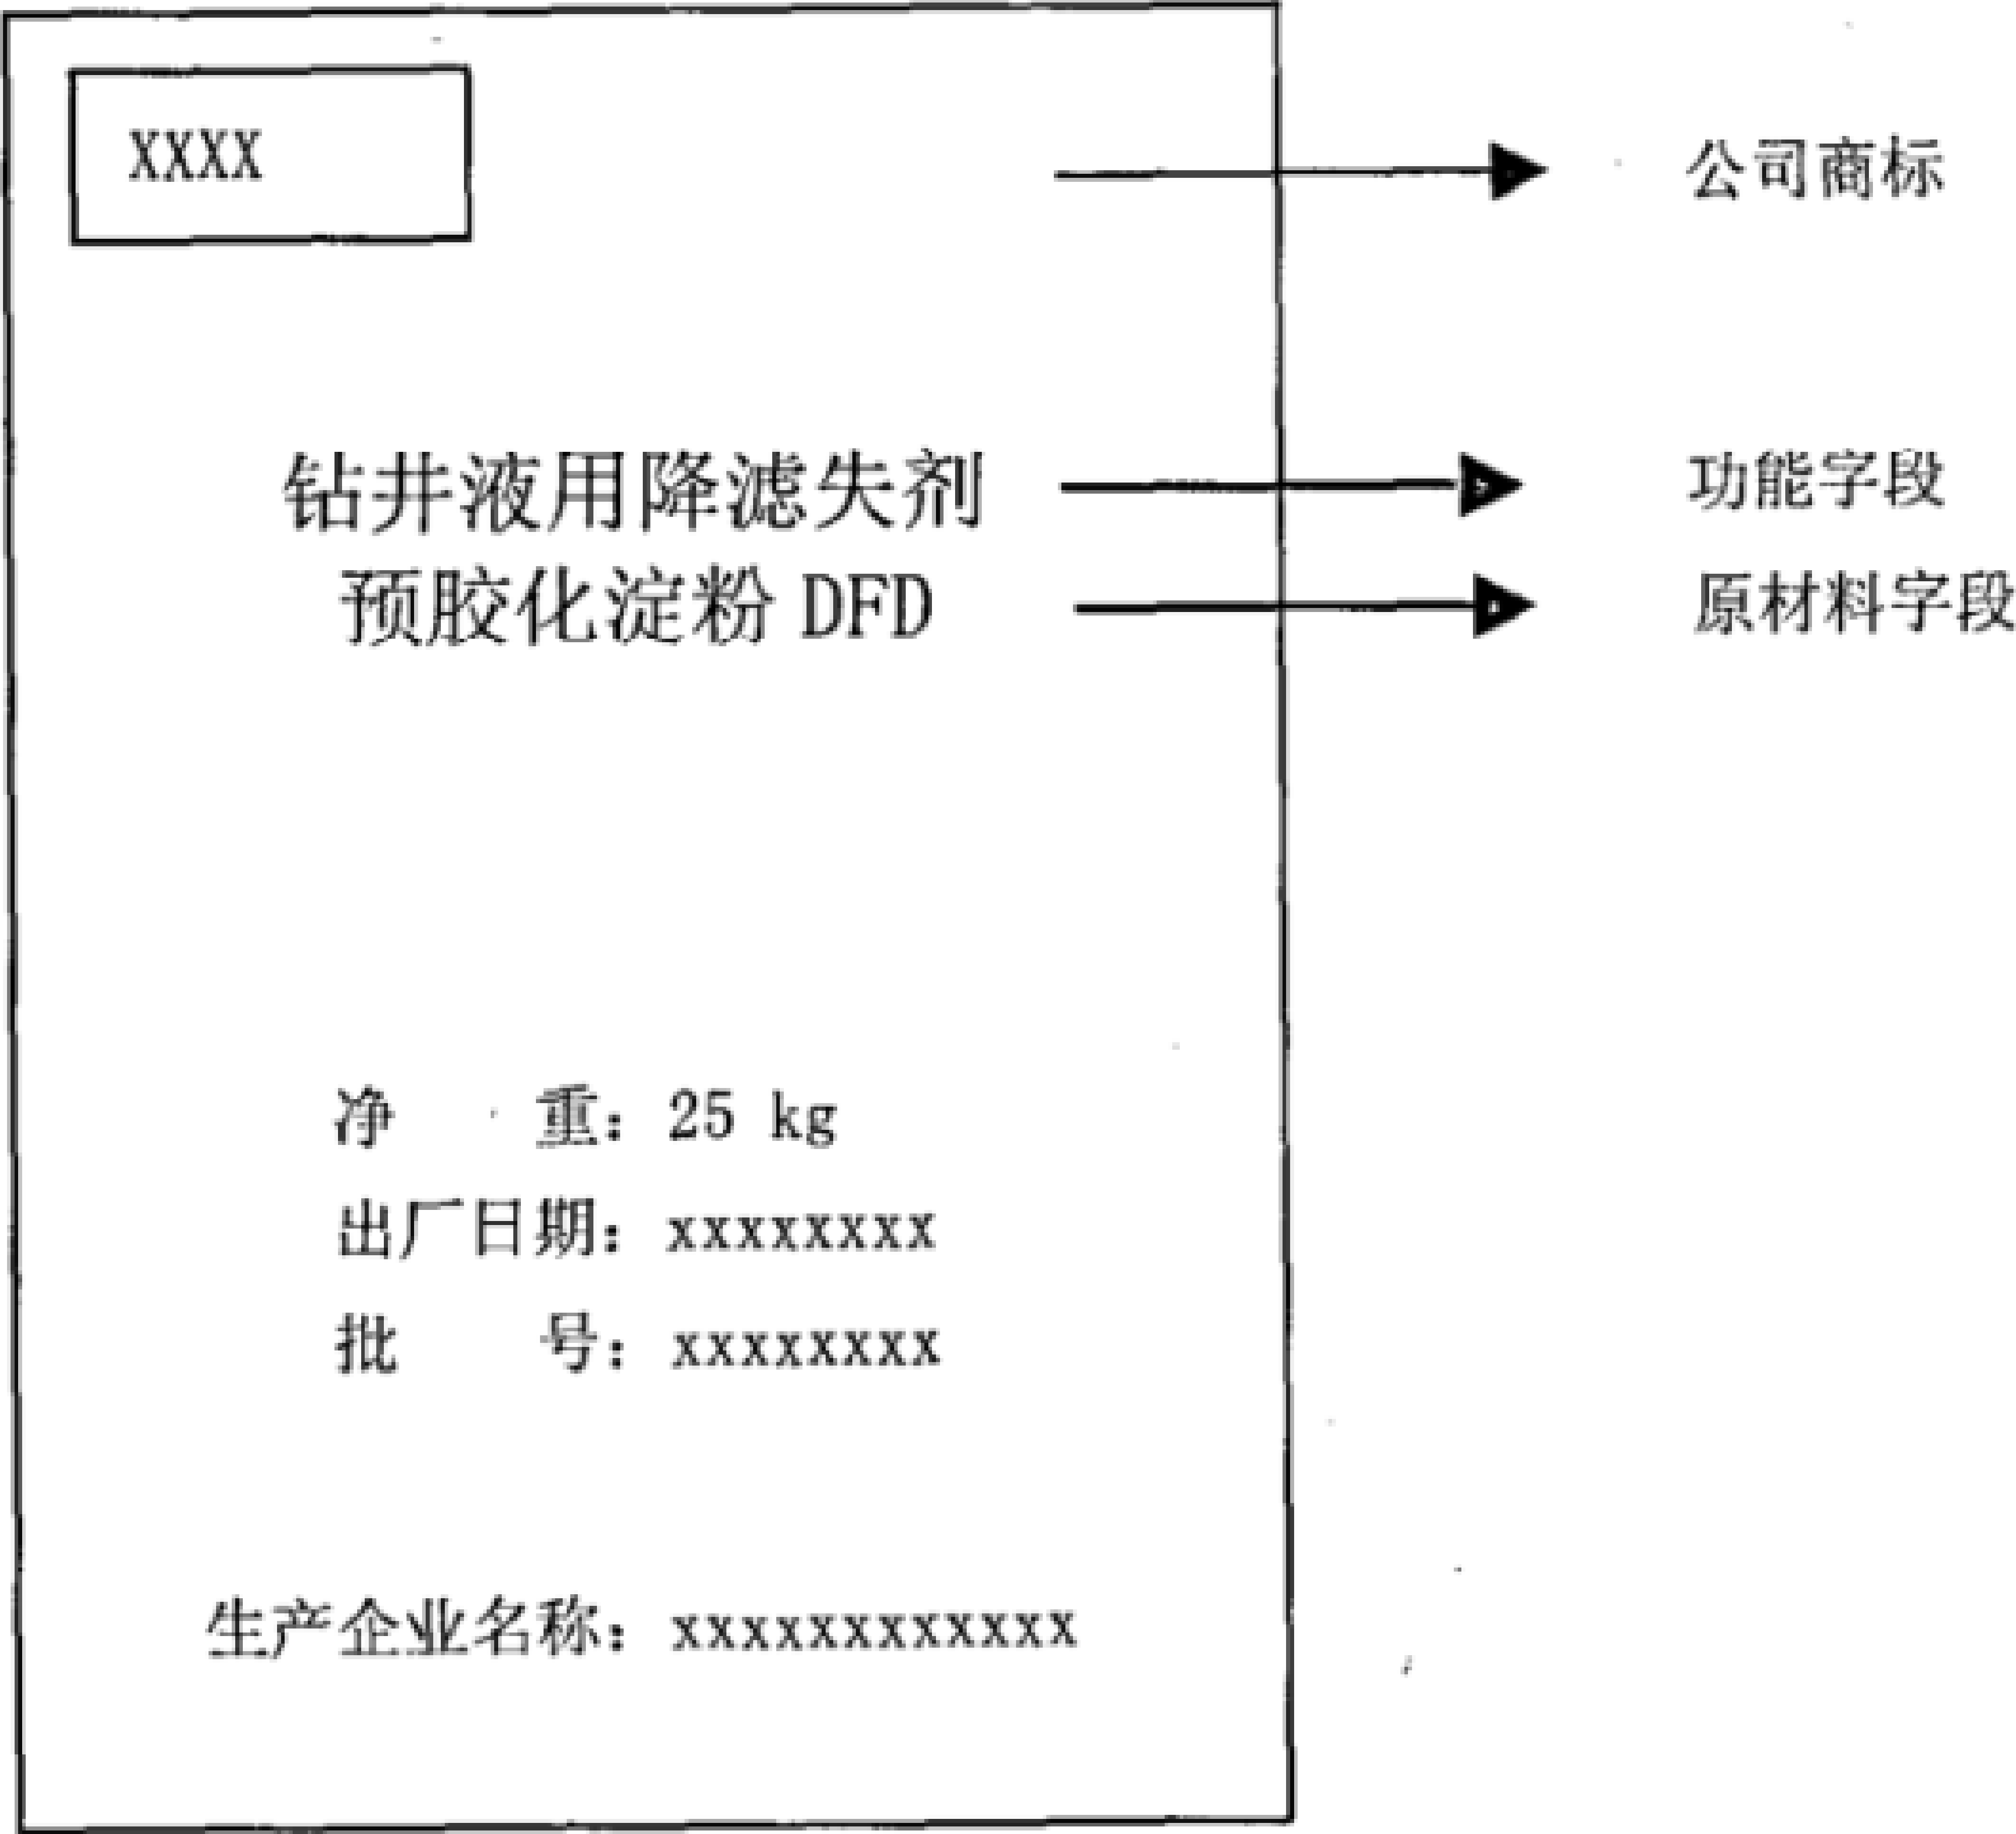 XXXX
公司商标
钻井液用降滤失剂
功能字段
预胶化淀粉 DFD
原材料字段
净 重：25 kg
出厂日期：xxxxxxxx
批 号：xxxxxxxx
生产企业名称：xxxxxxxxxxxx